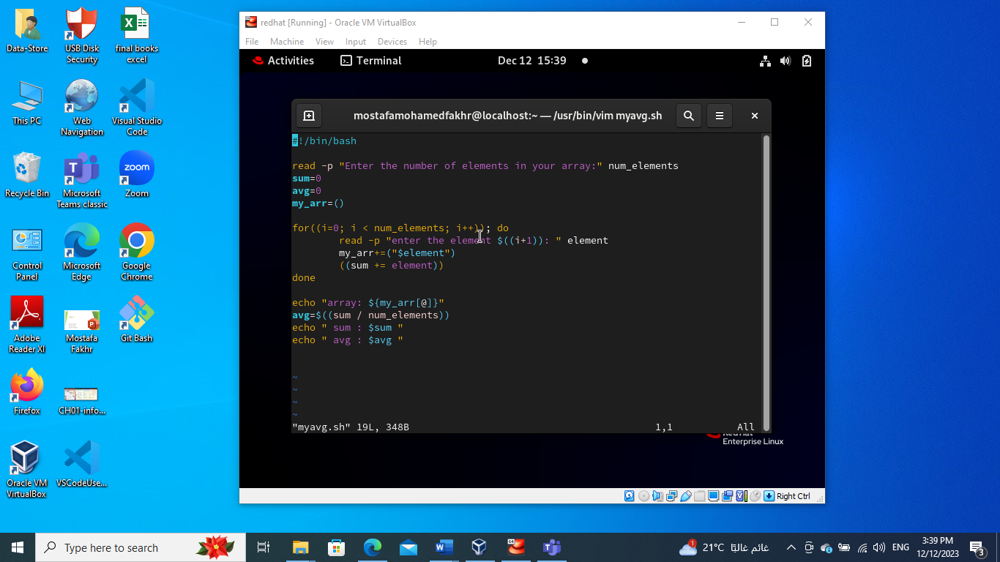 Data-Store
USB Disk Security
final books excel
This PC
Web Navigation
Visual Studio Code
Recycle Bin
Microsoft Teams classic
zoom
Zoom
Control Panel
Microsoft Edge
Google Chrome
Adobe Reader XI
Mostafa Fakhr
Git Bash
Firefox
CH01-info...
Oracle VM VirtualBox
VSCodeUse...
redhat [Running] - Oracle VM VirtualBox
File Machine View Input Devices Help
Activities Terminal Dec 12 15:39
mostafamohamedfakhr@localhost:~ — /usr/bin/vim myavg.sh
#!/bin/bash
read -p "Enter the number of elements in your array:" num_elements
sum=0
avg=0
my_arr=()
for((i=0; i < num_elements; i++)); do
        read -p "enter the element $((i+1)): " element
        my_arr+=("$element")
        ((sum += element))
done
echo "array: ${my_arr[@]}"
avg=$((sum / num_elements))
echo " sum : $sum "
echo " avg : $avg "
~
~
~
~
"myavg.sh" 19L, 348B 1,1 All
RedHat
Enterprise Linux
Right Ctrl
Type here to search
21°C غائم غالبًا
ENG
3:39 PM
12/12/2023
3